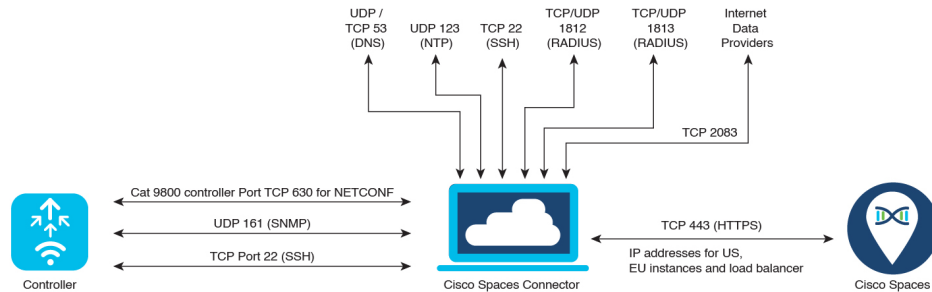 UDP /
TCP 53
(DNS)
UDP 123
(NTP)
TCP 22
(SSH)
TCP/UDP
1812
(RADIUS)
TCP/UDP
1813
(RADIUS)
Internet
Data
Providers
TCP 2083
Cat 9800 controller Port TCP 630 for NETCONF
UDP 161 (SNMP)
TCP Port 22 (SSH)
TCP 443 (HTTPS)
IP addresses for US,
EU instances and load balancer
Controller
Cisco Spaces Connector
Cisco Spaces